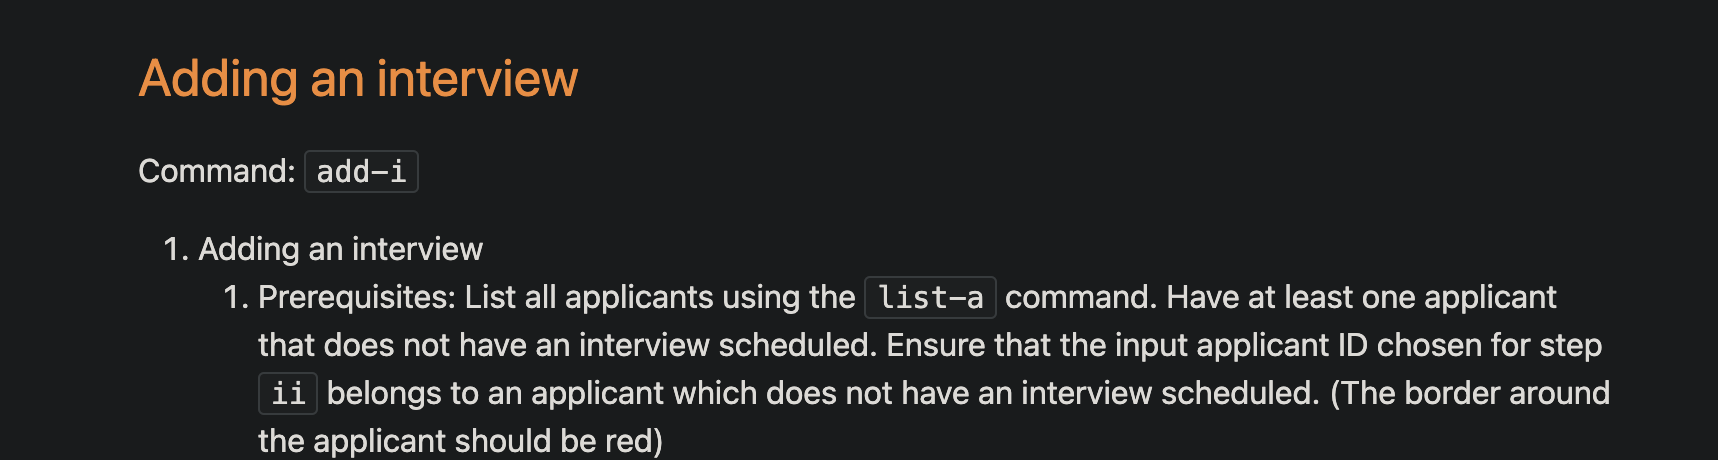 Adding an interview
Command: add-i
1. Adding an interview
1. Prerequisites: List all applicants using the list-a command. Have at least one applicant
that does not have an interview scheduled. Ensure that the input applicant ID chosen for step
ii belongs to an applicant which does not have an interview scheduled. (The border around
the applicant should be red)